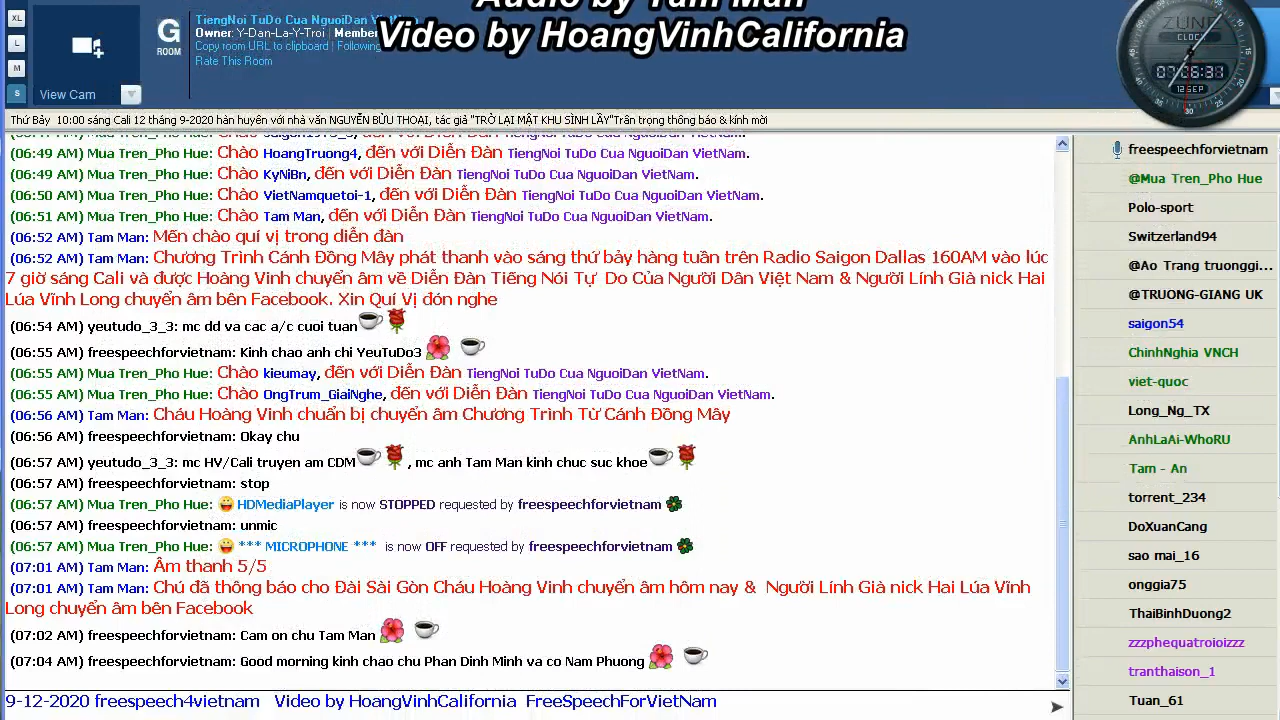 Audio by Tam Man
Video by HoangVinhCalifornia
XL
L
M
S
View Cam
G
ROOM
TiengNoi TuDo Cua NguoiDan VietNam
Owner: Y-Dan-La-Y-Troi | Member
Copy room URL to clipboard | Following
Rate This Room
ZUNE
CLOCK
07:06:31
12 SEP
Thứ Bảy 10:00 sáng Cali 12 tháng 9-2020 hàn huyên với nhà văn NGUYỄN BỬU THOẠI, tác giả "TỜ LẠI MẬT KHU SÌNH LẦY"Trân trọng thông báo & kính mời
(06:49 AM) Mua Tren_Pho Hue: Chào HoangTruong4, đến với Diễn Đàn TiengNoi TuDo Cua NguoiDan VietNam.
(06:49 AM) Mua Tren_Pho Hue: Chào KyNiBn, đến với Diễn Đàn TiengNoi TuDo Cua NguoiDan VietNam.
(06:50 AM) Mua Tren_Pho Hue: Chào VietNamquetoi-1, đến với Diễn Đàn TiengNoi TuDo Cua NguoiDan VietNam.
(06:51 AM) Mua Tren_Pho Hue: Chào Tam Man, đến với Diễn Đàn TiengNoi TuDo Cua NguoiDan VietNam.
(06:52 AM) Tam Man: Mến chào quí vị trong diễn đàn
(06:52 AM) Tam Man: Chương Trình Cánh Đồng Mây phát thanh vào sáng thứ bảy hàng tuần trên Radio Saigon Dallas 160AM vào lúc
7 giờ sáng Cali và được Hoàng Vinh chuyển âm về Diễn Đàn Tiếng Nói Tự Do Của Người Dân Việt Nam & Người Lính Già nick Hai
Lúa Vĩnh Long chuyển âm bên Facebook. Xin Quí Vị đón nghe
(06:54 AM) yeutudo_3_3: mc dd va cac a/c cuoi tuan
(06:55 AM) freespeechforvietnam: Kinh chao anh chi YeuTuDo3
(06:55 AM) Mua Tren_Pho Hue: Chào kieumay, đến với Diễn Đàn TiengNoi TuDo Cua NguoiDan VietNam.
(06:55 AM) Mua Tren_Pho Hue: Chào OngTrum_GiaiNghe, đến với Diễn Đàn TiengNoi TuDo Cua NguoiDan VietNam.
(06:56 AM) Tam Man: Cháu Hoàng Vinh chuẩn bị chuyển âm Chương Trình Từ Cánh Đồng Mây
(06:56 AM) freespeechforvietnam: Okay chu
(06:57 AM) yeutudo_3_3: mc HV/Cali truyen am CDM , mc anh Tam Man kinh chuc suc khoe
(06:57 AM) freespeechforvietnam: stop
(06:57 AM) Mua Tren_Pho Hue: HDMediaPlayer is now STOPPED requested by freespeechforvietnam
(06:57 AM) freespeechforvietnam: unmic
(06:57 AM) Mua Tren_Pho Hue: *** MICROPHONE *** is now OFF requested by freespeechforvietnam
(07:01 AM) Tam Man: Âm thanh 5/5
(07:01 AM) Tam Man: Chú đã thông báo cho Đài Sài Gòn Cháu Hoàng Vinh chuyển âm hôm nay & Người Lính Già nick Hai Lúa Vĩnh
Long chuyển âm bên Facebook
(07:02 AM) freespeechforvietnam: Cam on chu Tam Man
(07:04 AM) freespeechforvietnam: Good morning kinh chao chu Phan Dinh Minh va co Nam Phuong
9-12-2020 freespeech4vietnam Video by HoangVinhCalifornia FreeSpeechForVietNam
freespeechforvietnam
@Mua Tren_Pho Hue
Polo-sport
Switzerland94
@Ao Trang truonggi...
@TRUONG-GIANG UK
saigon54
ChinhNghia VNCH
viet-quoc
Long_Ng_TX
AnhLaAi-WhoRU
Tam - An
torrent_234
DoXuanCang
sao mai_16
onggia75
ThaiBinhDuong2
zzzphequatroioizzz
tranthaison_1
Tuan_61